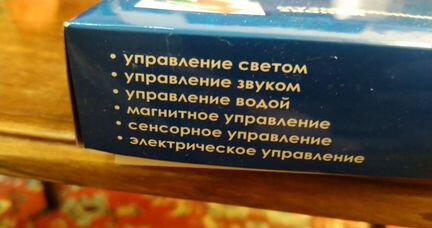 • управление светом
• управление звуком
• управление водой
• магнитное управление
• сенсорное управление
• электрическое управление